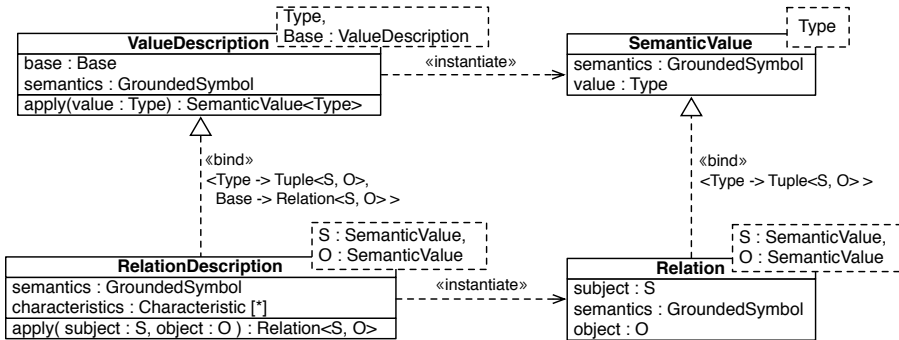 Type,
Base : ValueDescription
ValueDescription
base : Base
semantics : GroundedSymbol
apply(value : Type) : SemanticValue<Type>
«instantiate»
Type
SemanticValue
semantics : GroundedSymbol
value : Type
«bind»
<Type -> Tuple<S, O>,
Base -> Relation<S, O> >
«bind»
<Type -> Tuple<S, O> >
S : SemanticValue,
O : SemanticValue
RelationDescription
semantics : GroundedSymbol
characteristics : Characteristic [*]
apply( subject : S, object : O ) : Relation<S, O>
«instantiate»
S : SemanticValue,
O : SemanticValue
Relation
subject : S
semantics : GroundedSymbol
object : O